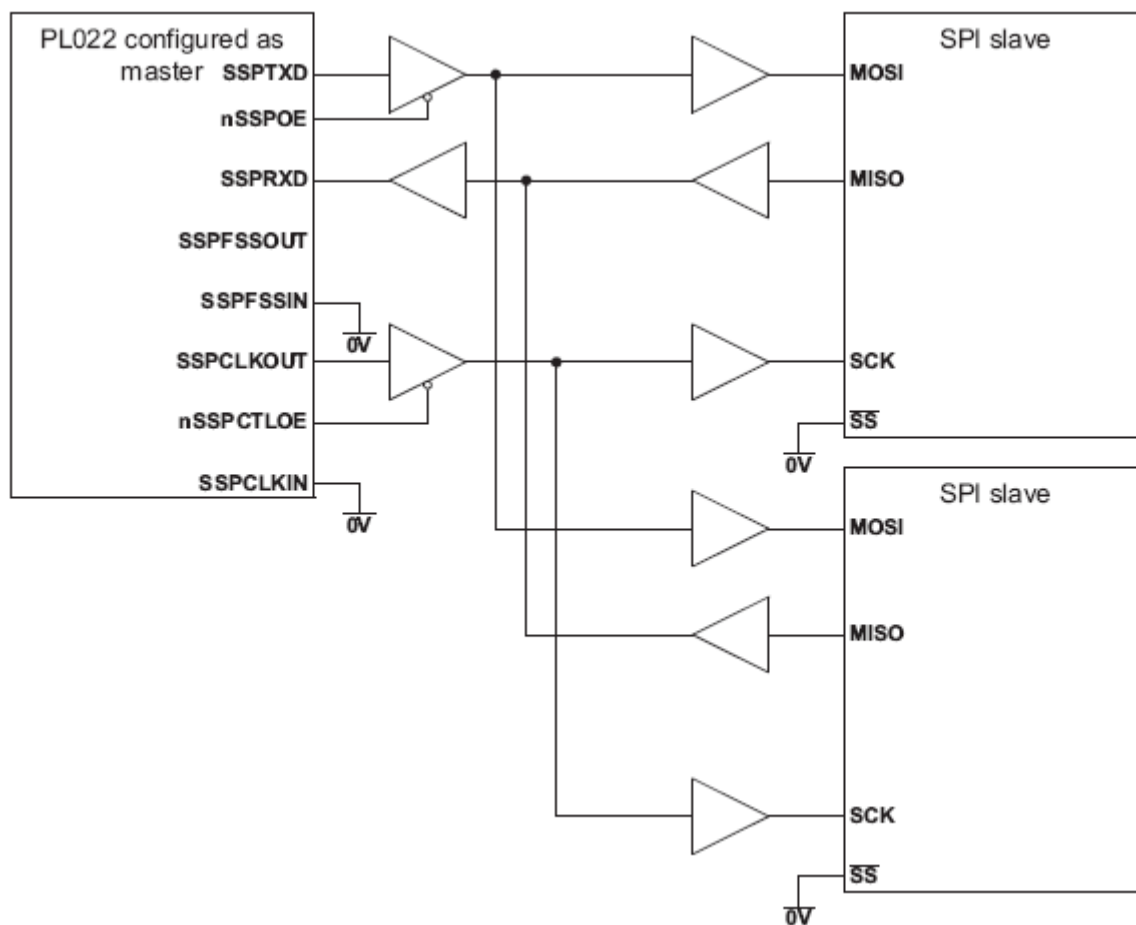 PL022 configured as
master SSPTXD
nSSPOE
SSPRXD
SSPFSSOUT
SSPFSSIN
0V
SSPCLKOUT
nSSPCTLOE
SSPCLKIN
0V
SPI slave
MOSI
MISO
SCK
SS
0V
SPI slave
MOSI
MISO
SCK
SS
0V